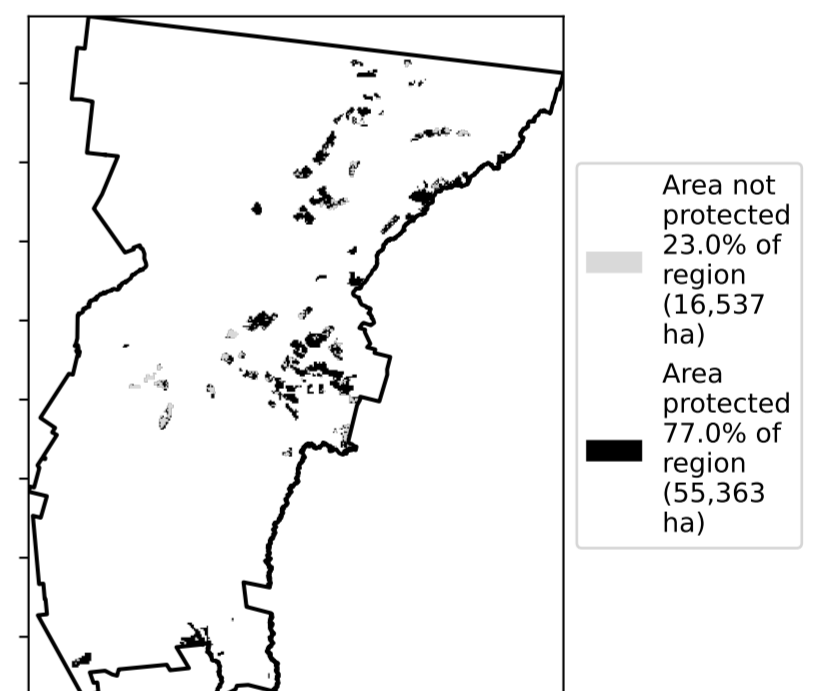 Area not
protected
23.0% of
region
(16,537
ha)
Area
protected
77.0% of
region
(55,363
ha)